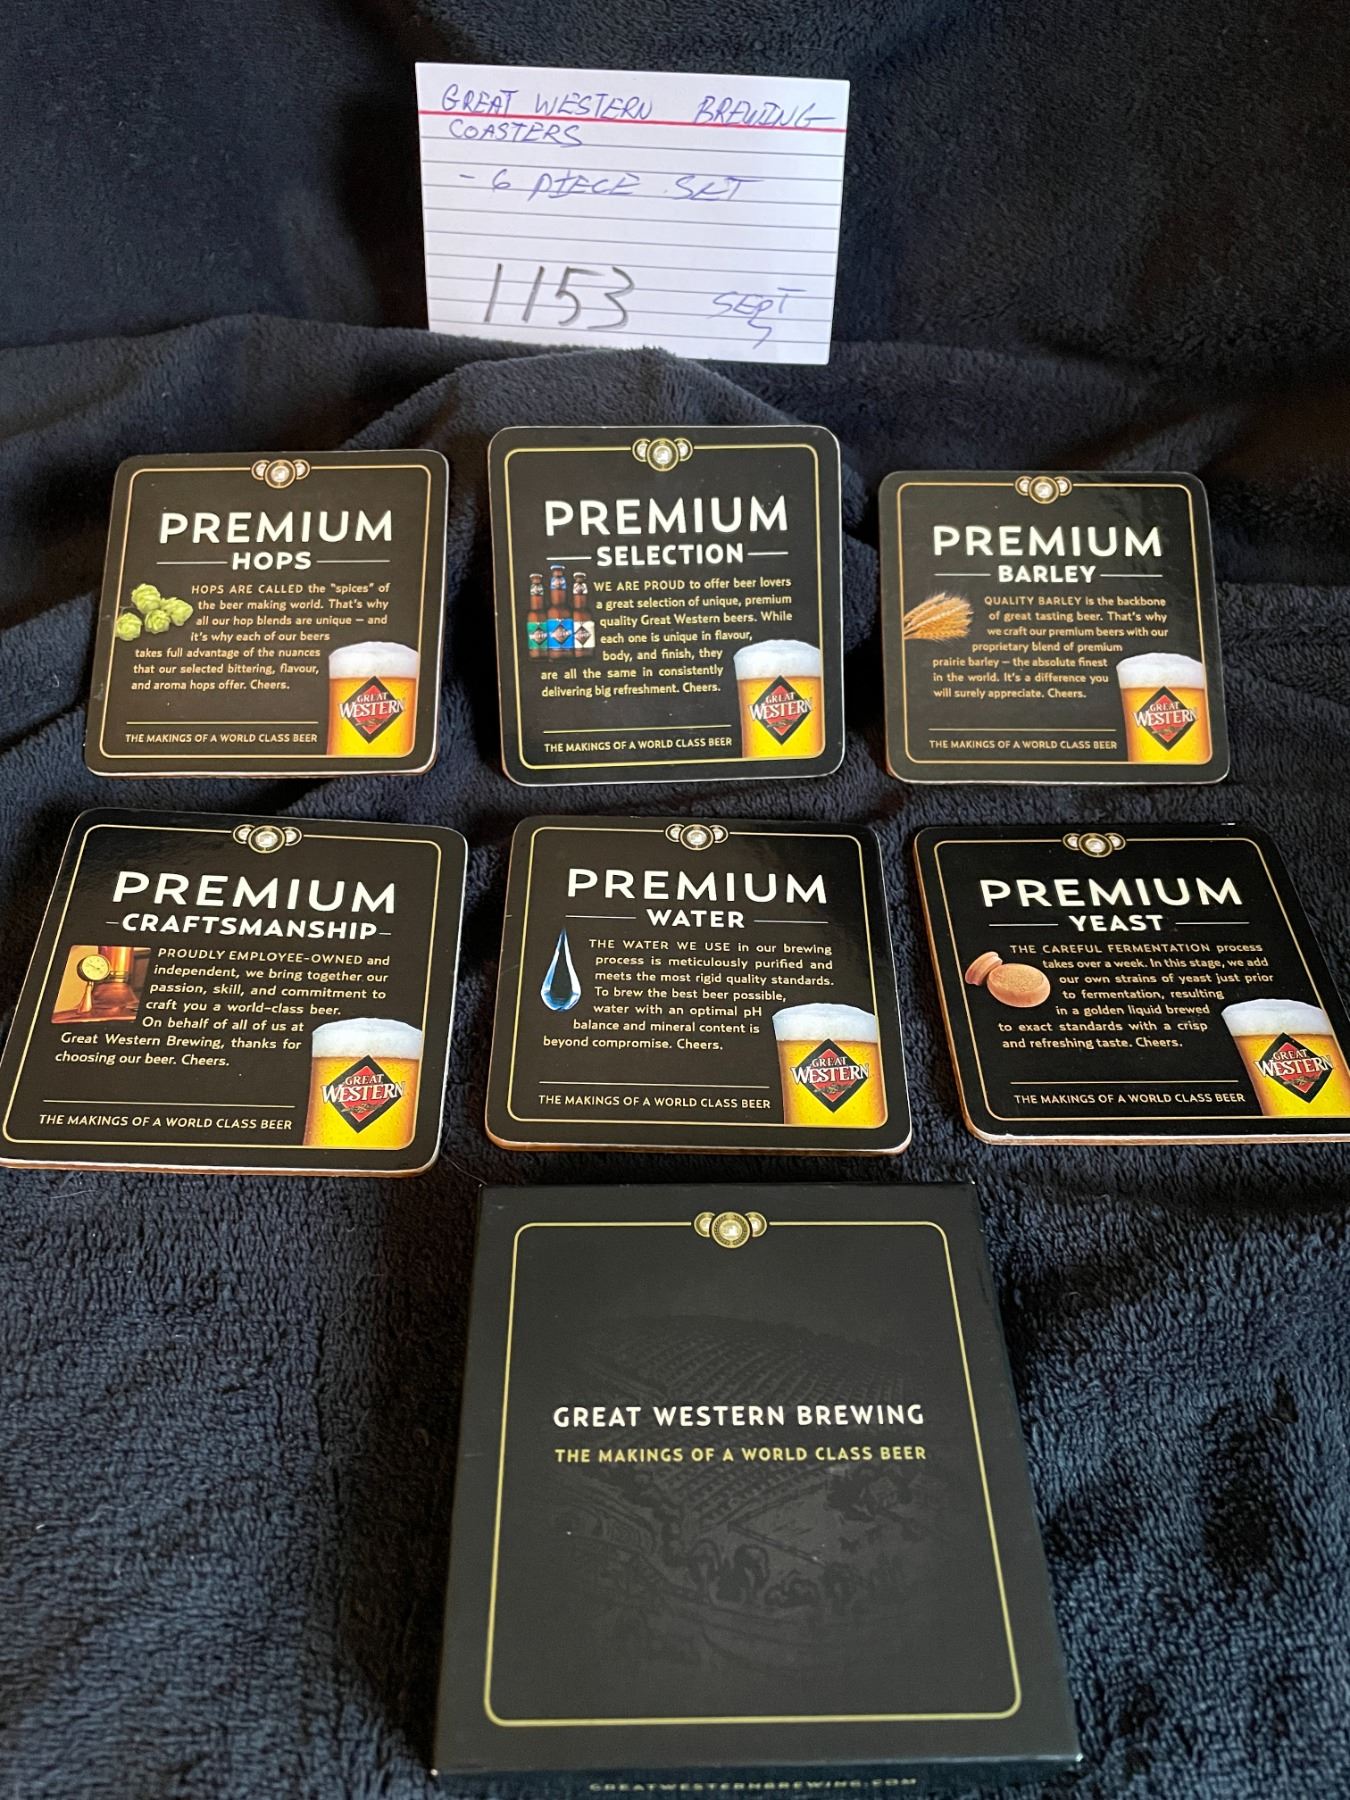 GREAT WESTERN BREWING
COASTERS
- 6 PIECE SET
1153 SEPT
7
PREMIUM
HOPS
HOPS ARE CALLED the "spices" of
the beer making world. That's why
all our hop blends are unique – and
it's why each of our beers
takes full advantage of the nuances
that our selected bittering, flavour,
and aroma hops offer. Cheers.
GREAT
WESTERN
THE MAKINGS OF A WORLD CLASS BEER
PREMIUM
SELECTION
WE ARE PROUD to offer beer lovers
a great selection of unique, premium
quality Great Western beers. While
each one is unique in flavour,
body, and finish, they
are all the same in consistently
delivering big refreshment. Cheers.
GREAT
WESTERN
THE MAKINGS OF A WORLD CLASS BEER
PREMIUM
BARLEY
QUALITY BARLEY is the backbone
of great tasting beer. That's why
we craft our premium beers with our
proprietary blend of premium
prairie barley – the absolute finest
in the world. It's a difference you
will surely appreciate. Cheers.
GREAT
WESTERN
THE MAKINGS OF A WORLD CLASS BEER
PREMIUM
CRAFTSMANSHIP
PROUDLY EMPLOYEE-OWNED and
independent, we bring together our
passion, skill, and commitment to
craft you a world-class beer.
On behalf of all of us at
Great Western Brewing, thanks for
choosing our beer. Cheers.
GREAT
WESTERN
THE MAKINGS OF A WORLD CLASS BEER
PREMIUM
WATER
THE WATER WE USE in our brewing
process is meticulously purified and
meets the most rigid quality standards.
To brew the best beer possible,
water with an optimal pH
balance and mineral content is
beyond compromise. Cheers.
GREAT
WESTERN
THE MAKINGS OF A WORLD CLASS BEER
PREMIUM
YEAST
THE CAREFUL FERMENTATION process
takes over a week. In this stage, we add
our own strains of yeast just prior
to fermentation, resulting
in a golden liquid brewed
to exact standards with a crisp
and refreshing taste. Cheers.
GREAT
WESTERN
THE MAKINGS OF A WORLD CLASS BEER
GREAT WESTERN BREWING
THE MAKINGS OF A WORLD CLASS BEER
GREATWESTERNBREWING.COM